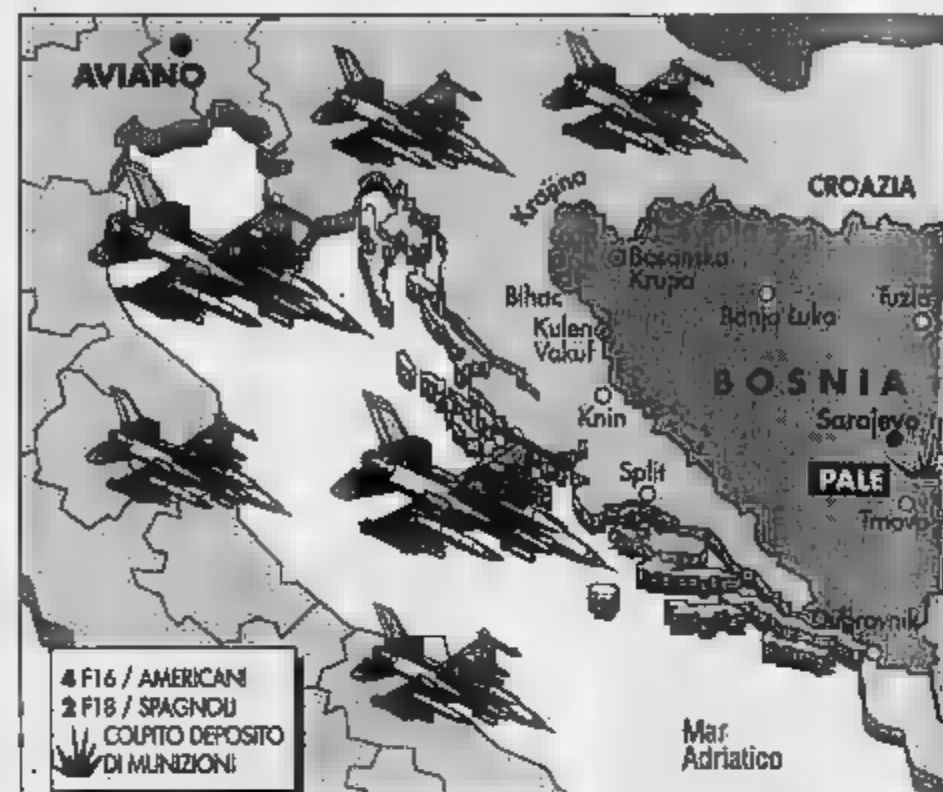 AVIANO
CROAZIA
Krajina
Bosanska
Krupa
Bihac
Banja Luka
Tuzla
Kulen
Vakuf
BOSNIA
Knin
Sarajevo
Split
PALE
Trnovo
Dubrovnik
4 F16 / AMERICANI
2 F18 / SPAGNOLI
COLPITO DEPOSITO
DI MUNIZIONI
Mar
Adriatico